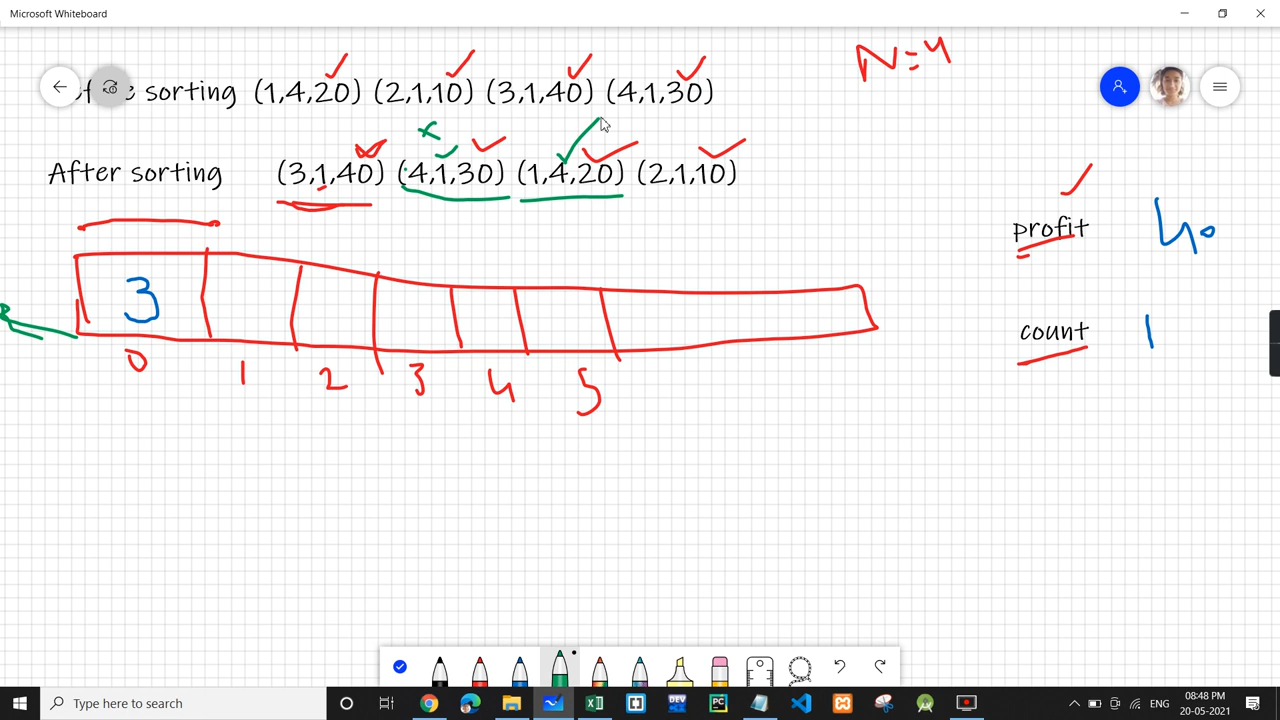 Microsoft Whiteboard
N=4
sorting (1,4,20) (2,1,10) (3,1,40) (4,1,30)
After sorting (3,1,40) (4,1,30) (1,4,20) (2,1,10)
profit 40
3
count 1
0 1 2 3 4 5
Type here to search
DEV
PC
ENG
08:48 PM
20-05-2021